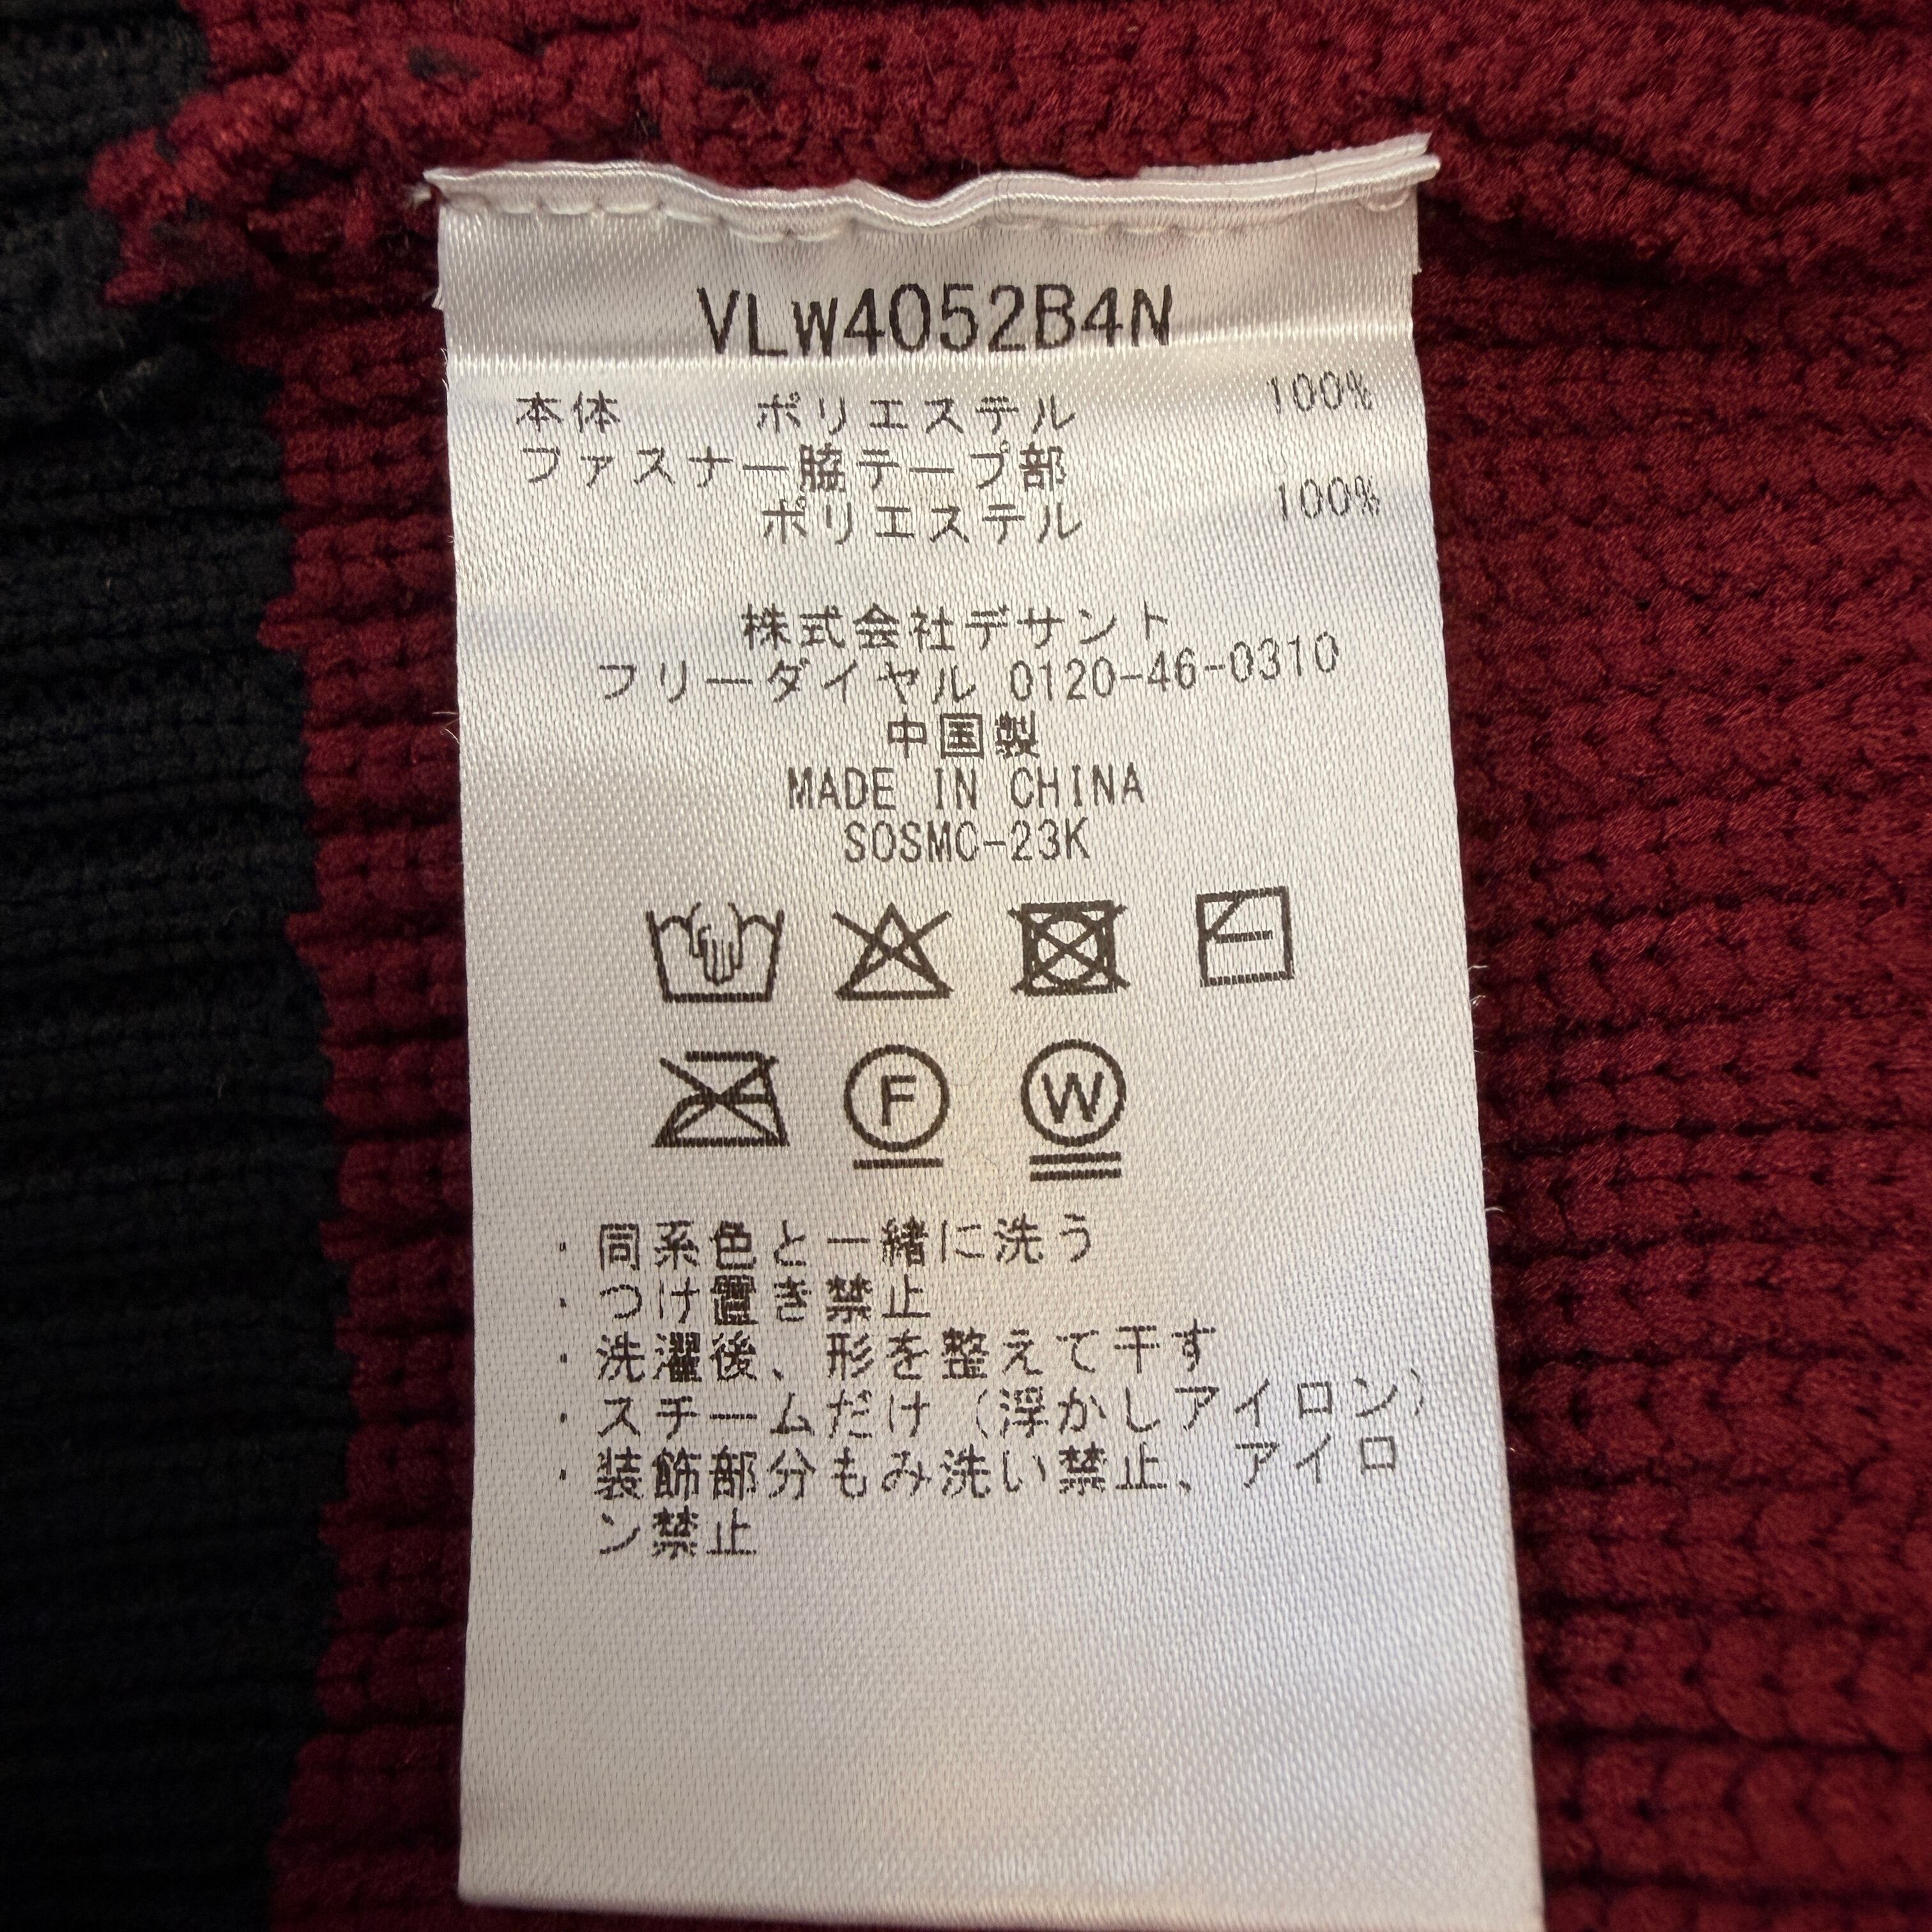 VLW4052B4N
本体 ポリエステル 100%
ファスナー脇テープ部
ポリエステル 100%
株式会社デサント
フリーダイヤル 0120-46-0310
中国製
MADE IN CHINA
SOSMC-23K
F W
・同系色と一緒に洗う
・つけ置き禁止
・洗濯後、形を整えて干す
・スチームだけ（浮かしアイロン）
・装飾部分もみ洗い禁止、アイロ
ン禁止